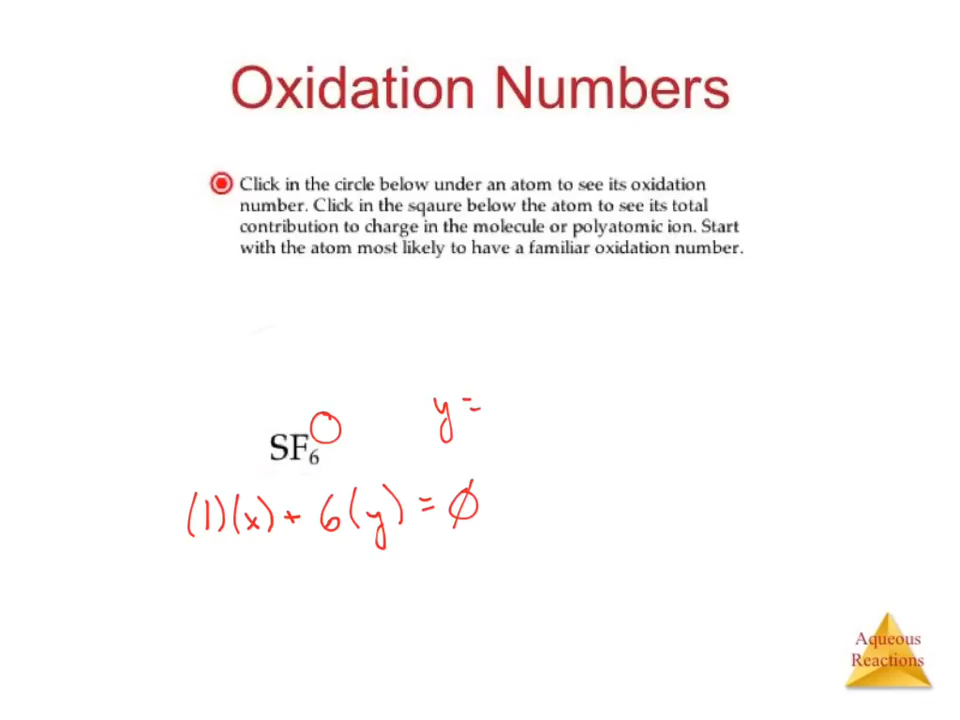 Oxidation Numbers
Click in the circle below under an atom to see its oxidation
number. Click in the sqaure below the atom to see its total
contribution to charge in the molecule or polyatomic ion. Start
with the atom most likely to have a familiar oxidation number.
y =
SF₆
(1)(x) + 6(y) = 0
Aqueous
Reactions